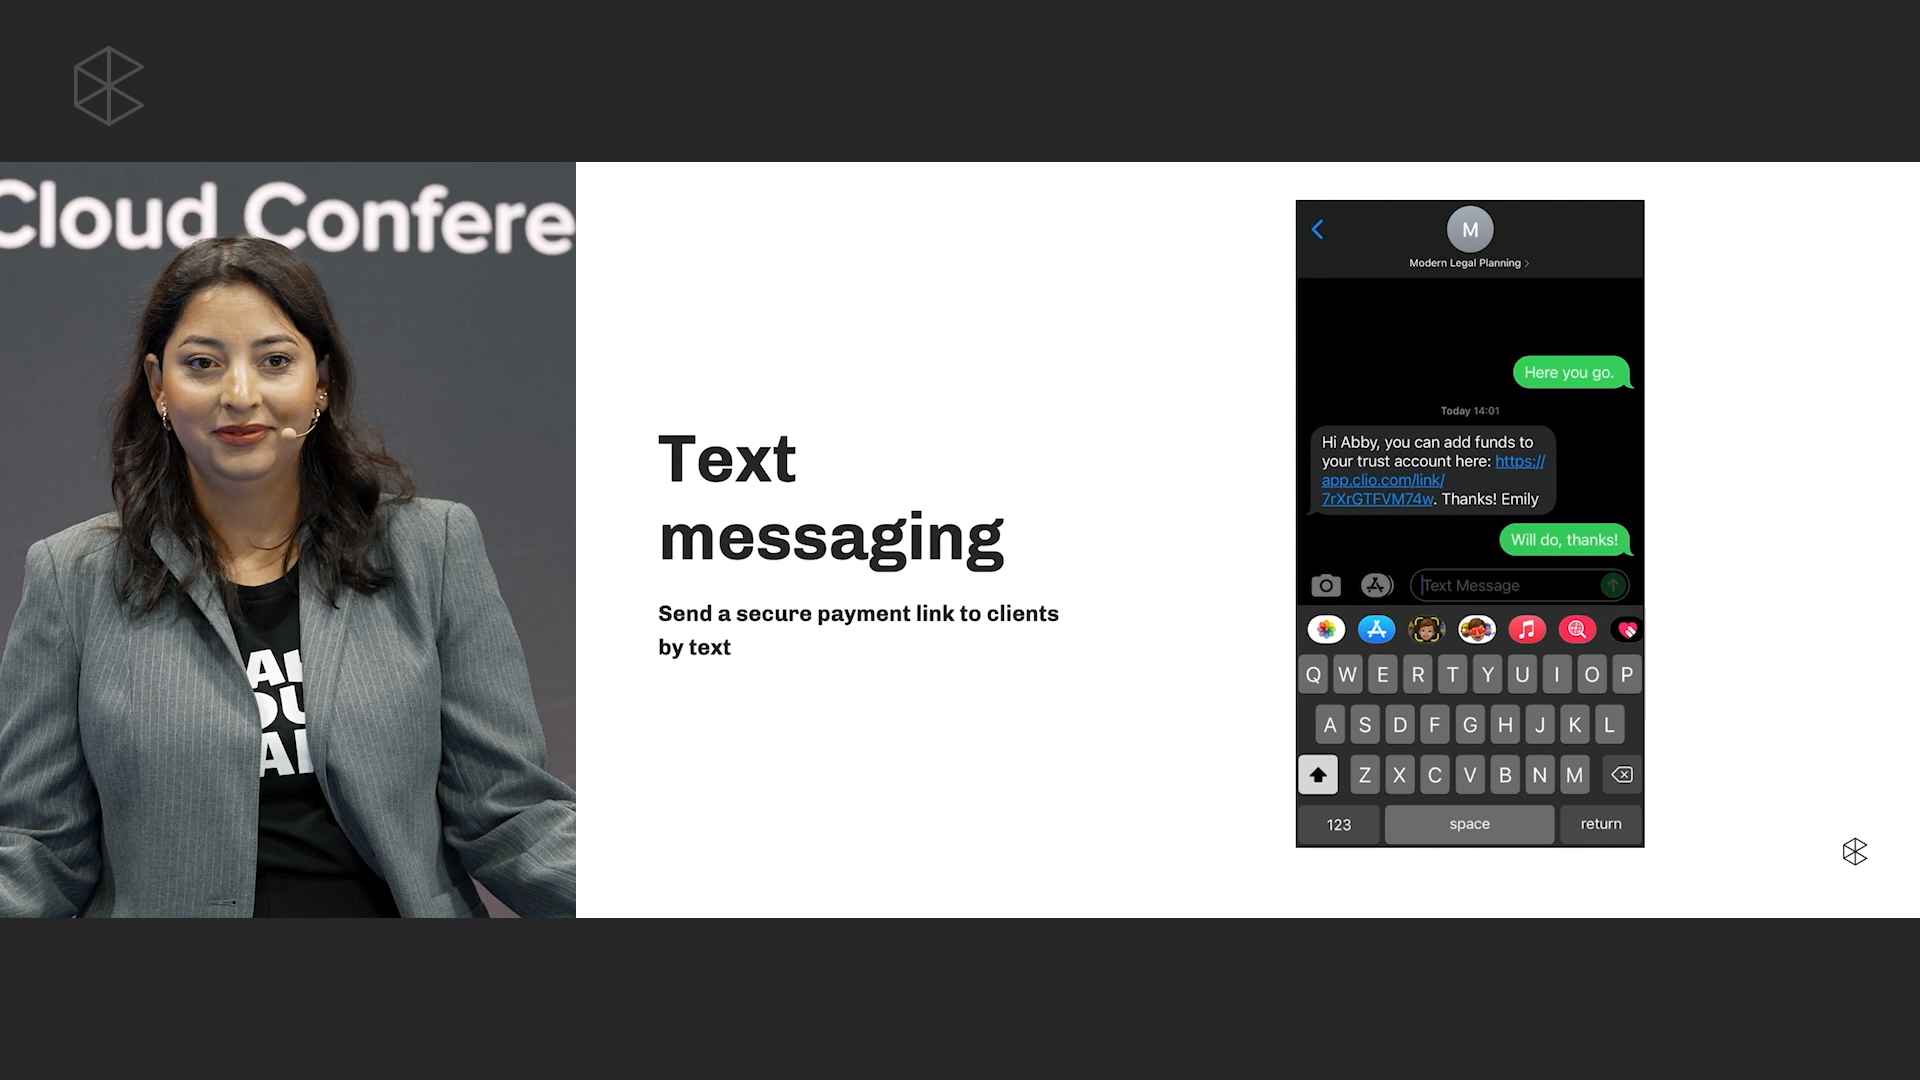 Cloud Confere
Text
messaging
Send a secure payment link to clients
by text
M
Modern Legal Planning
Here you go.
Today 14:01
Hi Abby, you can add funds to
your trust account here: https://
app.clio.com/link/
7rXrGTFVM74w. Thanks! Emily
Will do, thanks!
Text Message
Q W E R T Y U I O P
A S D F G H J K L
Z X C V B N M
123 space return